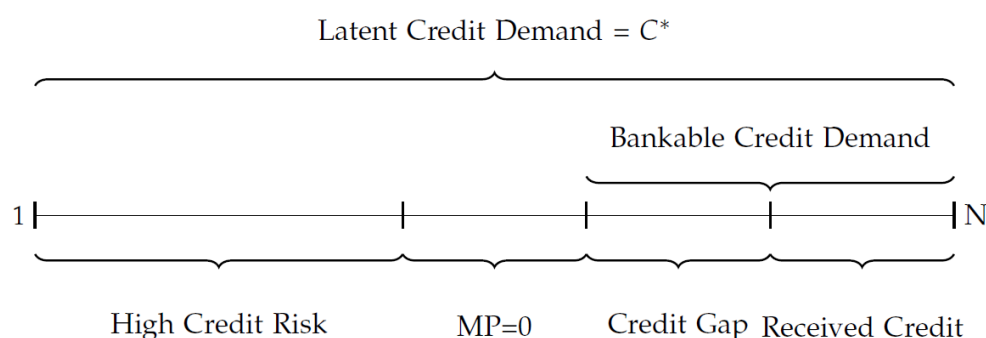 Latent Credit Demand = C*
Bankable Credit Demand
1 N
High Credit Risk MP=0 Credit Gap Received Credit